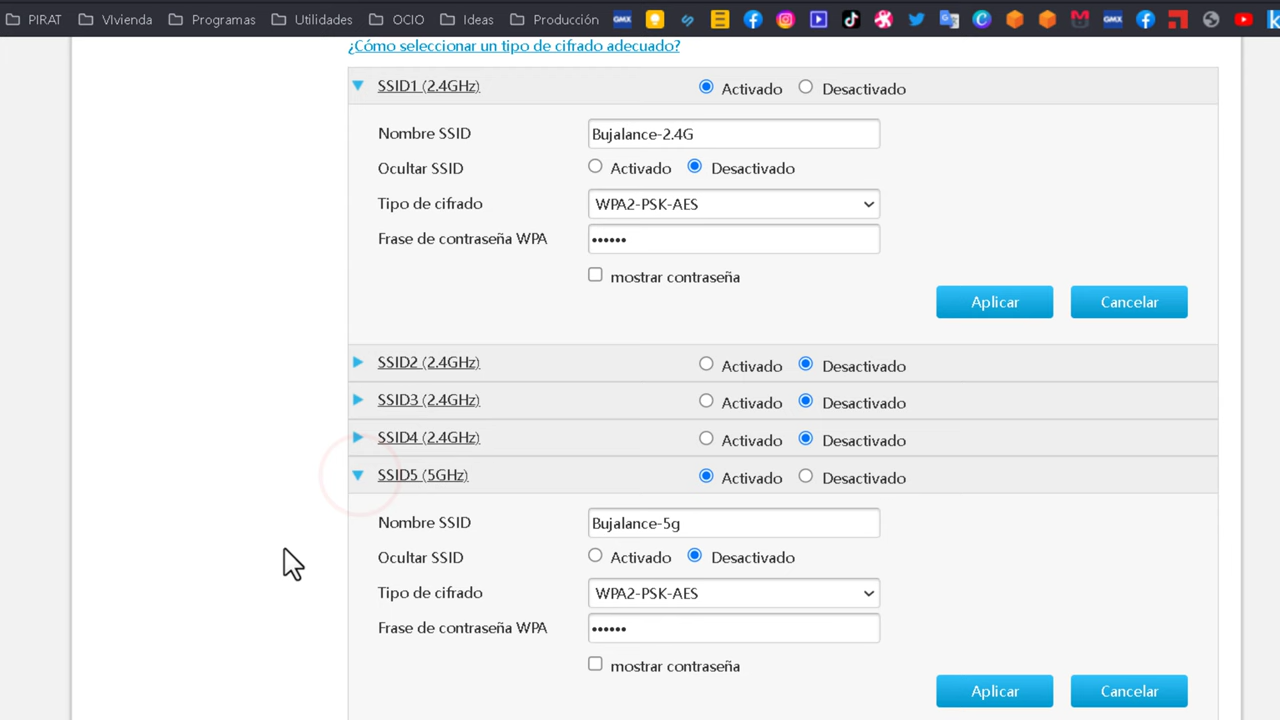 PIRAT VIvienda Programas Utilidades OCIO Ideas Producción GMX GMX
¿Cómo seleccionar un tipo de cifrado adecuado?
SSID1 (2.4GHz) Activado Desactivado
Nombre SSID Bujalance-2.4G
Ocultar SSID Activado Desactivado
Tipo de cifrado WPA2-PSK-AES
Frase de contraseña WPA ••••••
mostrar contraseña
Aplicar Cancelar
SSID2 (2.4GHz) Activado Desactivado
SSID3 (2.4GHz) Activado Desactivado
SSID4 (2.4GHz) Activado Desactivado
SSID5 (5GHz) Activado Desactivado
Nombre SSID Bujalance-5g
Ocultar SSID Activado Desactivado
Tipo de cifrado WPA2-PSK-AES
Frase de contraseña WPA ••••••
mostrar contraseña
Aplicar Cancelar